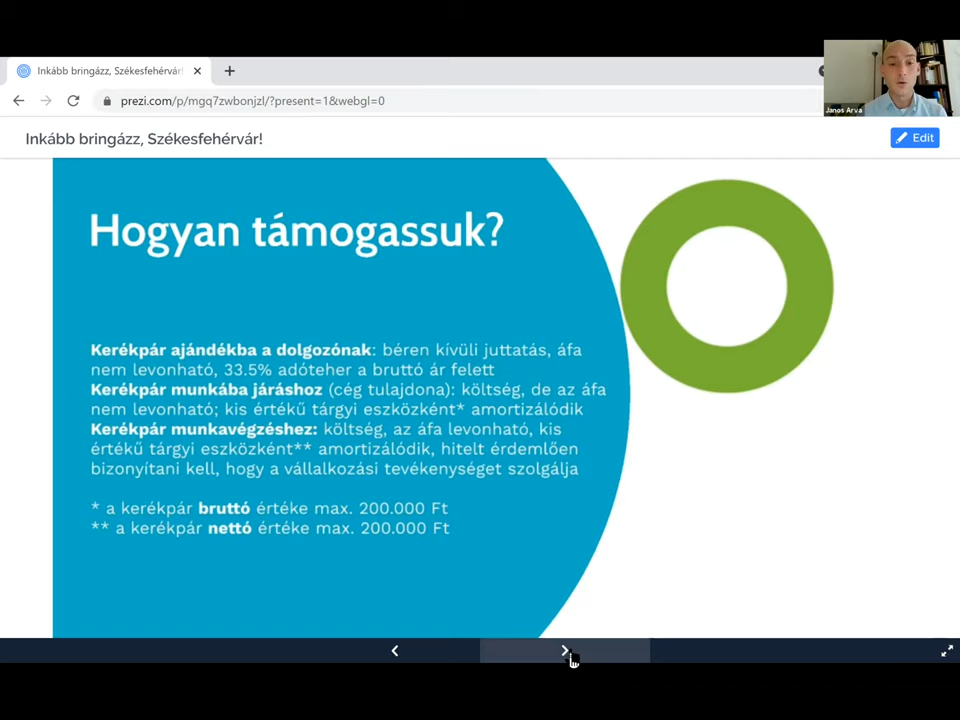 Inkább bringázz, Székesfehérvár!
prezi.com/p/mgq7zwbonjzl/?present=1&webgl=0
Janos Arva
Inkább bringázz, Székesfehérvár!
Edit
Hogyan támogassuk?
Kerékpár ajándékba a dolgozónak: béren kívüli juttatás, áfa
nem levonható, 33.5% adóteher a bruttó ár felett
Kerékpár munkába járáshoz (cég tulajdona): költség, de az áfa
nem levonható; kis értékű tárgyi eszközként* amortizálódik
Kerékpár munkavégzéshez: költség, az áfa levonható, kis
értékű tárgyi eszközként** amortizálódik, hitelt érdemlően
bizonyítani kell, hogy a vállalkozási tevékenységet szolgálja
* a kerékpár bruttó értéke max. 200.000 Ft
** a kerékpár nettó értéke max. 200.000 Ft